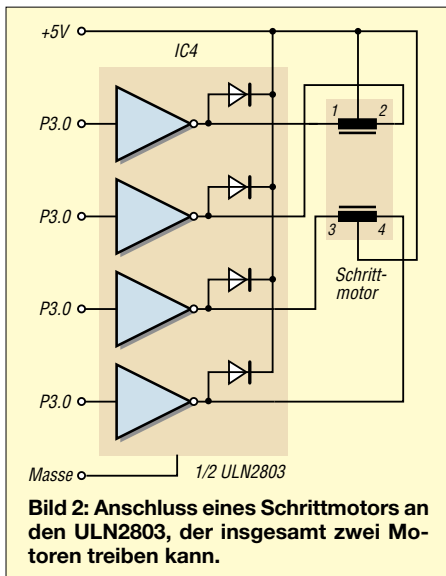 +5V
IC4
P3.0
1 2
P3.0
3 4
Schritt-
motor
P3.0
P3.0
Masse
1/2 ULN2803
Bild 2: Anschluss eines Schrittmotors an
den ULN2803, der insgesamt zwei Mo-
toren treiben kann.